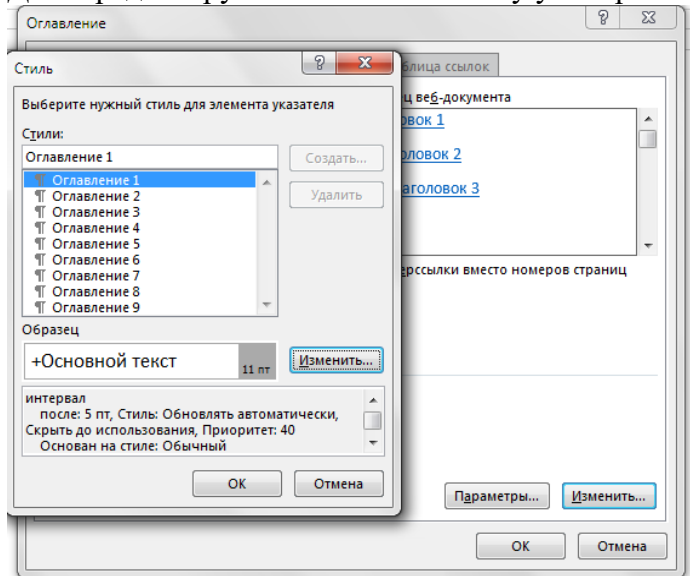 Оглавление
Стиль
блица ссылок
Выберите нужный стиль для элемента указателя
Стили:
Оглавление 1
Создать...
Удалить
¶ Оглавление 1
¶ Оглавление 2
¶ Оглавление 3
¶ Оглавление 4
¶ Оглавление 5
¶ Оглавление 6
¶ Оглавление 7
¶ Оглавление 8
¶ Оглавление 9
Образец
+Основной текст
11 пт
Изменить...
интервал
после: 5 пт, Стиль: Обновлять автоматически,
Скрыть до использования, Приоритет: 40
Основан на стиле: Обычный
ОК
Отмена
ц веб-документа
овок 1
оловок 2
аголовок 3
ерссылки вместо номеров страниц
Параметры...
Изменить...
ОК
Отмена